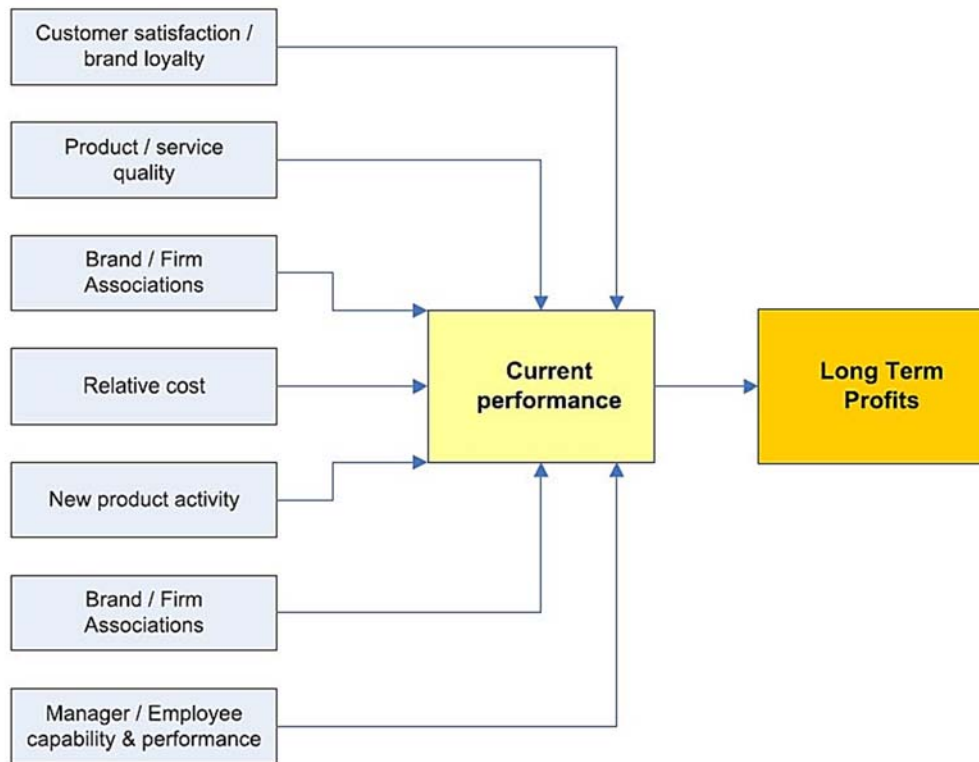 Customer satisfaction /
brand loyalty
Product / service
quality
Brand / Firm
Associations
Relative cost
New product activity
Brand / Firm
Associations
Manager / Employee
capability & performance
Current
performance
Long Term
Profits